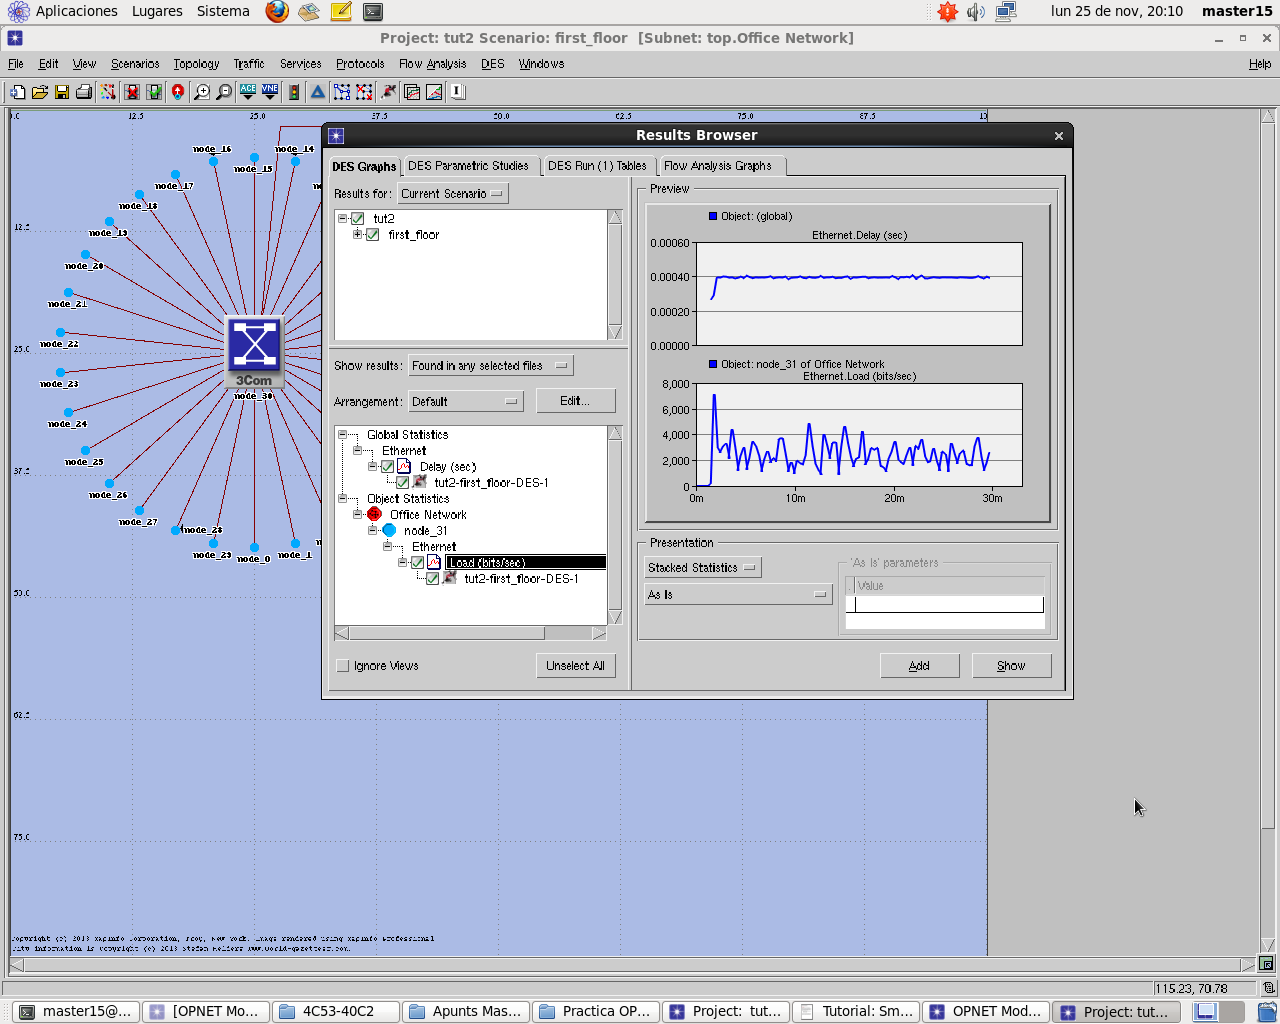 Aplicaciones Lugares Sistema lun 25 de nov, 20:10 master15
Project: tut2 Scenario: first_floor [Subnet: top.Office Network]
File Edit View Scenarios Topology Traffic Services Protocols Flow Analysis DES Windows Help
ACE VNE
12.5 25.0 37.5 50.0 62.5 75.0 87.5
Results Browser
DES Graphs DES Parametric Studies DES Run (1) Tables Flow Analysis Graphs
Results for: Current Scenario
tut2
first_floor
Show results: Found in any selected files
Arrangement: Default Edit...
Global Statistics
Ethernet
Delay (sec)
tut2-first_floor-DES-1
Object Statistics
Office Network
node_31
Ethernet
Load (bits/sec)
tut2-first_floor-DES-1
Ignore Views Unselect All
Preview
Object: (global)
Ethernet.Delay (sec)
0.00060
0.00040
0.00020
0.00000
Object: node_31 of Office Network
Ethernet.Load (bits/sec)
8,000
6,000
4,000
2,000
0
0m 10m 20m 30m
Presentation
Stacked Statistics
As Is
'As Is' parameters
Value
Add Show
node_16
node_14
node_15
node_17
node_18
12.5
node_19
node_20
node_21
node_22
25.0
3Com
node_23
node_30
node_24
node_25
37.5
node_26
node_27
node_28
node_29 node_0 node_1
50.0
62.5
75.0
115.23, 70.78
master15@... [OPNET Mo... 4C53-40C2 Apunts Mas... Practica OP... Project: tut... Tutorial: Sm... OPNET Mod... Project: tut...